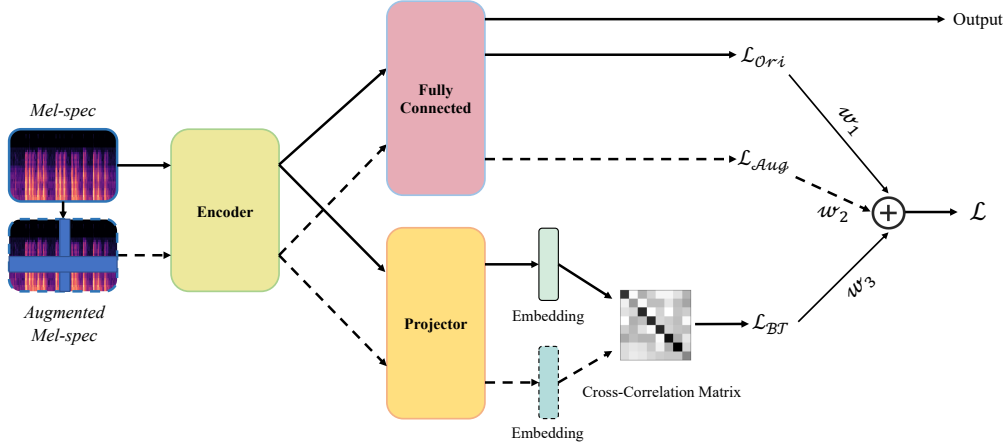 Output
ℒ_𝒪𝓇𝒾
Fully
Connected
Mel-spec
𝓌_1
ℒ_𝒜𝓊ℊ
Encoder
𝓌_2
ℒ
Augmented
Mel-spec
Projector
Embedding
𝓌_3
ℒ_ℬ𝒯
Cross-Correlation Matrix
Embedding